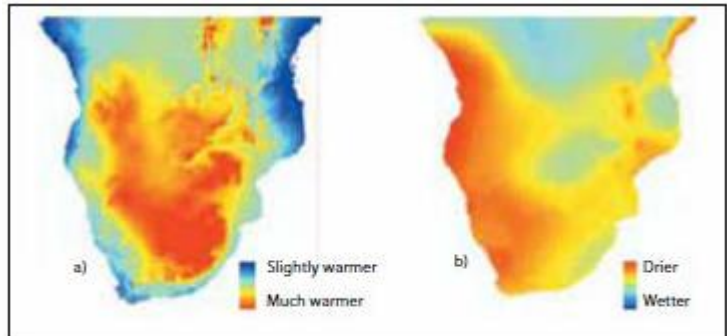 a)
Slightly warmer
Much warmer
b)
Drier
Wetter